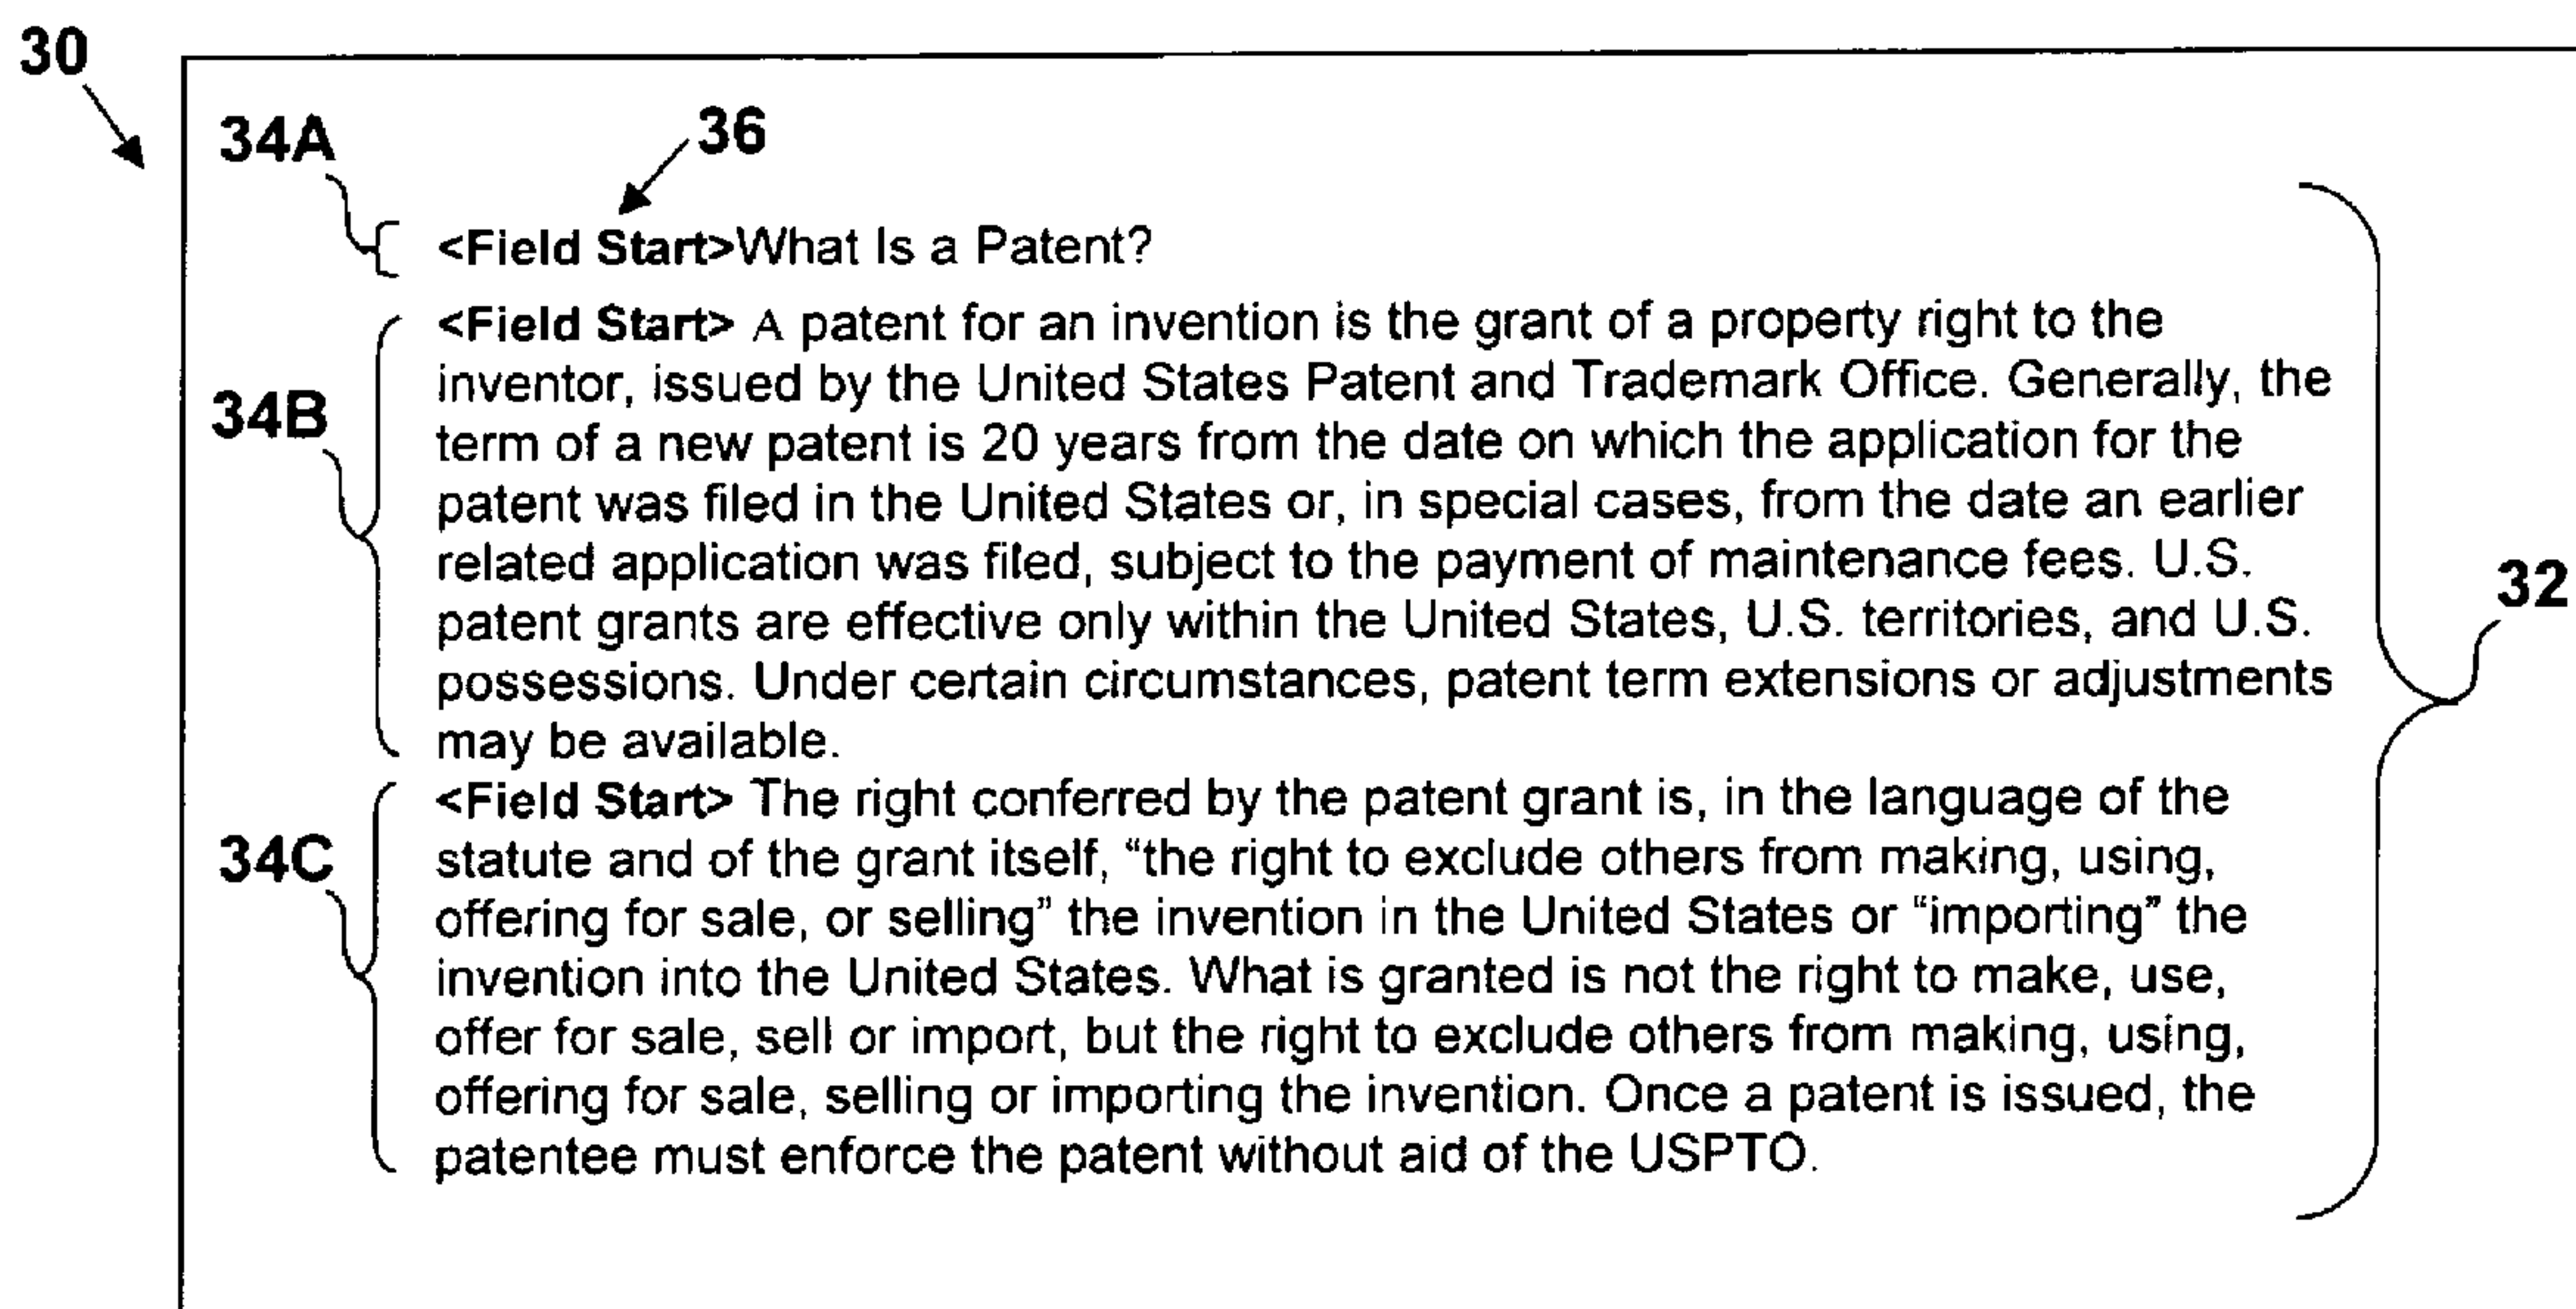 30
34A
36
<Field Start>What Is a Patent?
<Field Start> A patent for an invention is the grant of a property right to the
inventor, issued by the United States Patent and Trademark Office. Generally, the
34B
term of a new patent is 20 years from the date on which the application for the
patent was filed in the United States or, in special cases, from the date an earlier
related application was filed, subject to the payment of maintenance fees. U.S.
32
patent grants are effective only within the United States, U.S. territories, and U.S.
possessions. Under certain circumstances, patent term extensions or adjustments
may be available.
<Field Start> The right conferred by the patent grant is, in the language of the
34C
statute and of the grant itself, “the right to exclude others from making, using,
offering for sale, or selling” the invention in the United States or “importing” the
invention into the United States. What is granted is not the right to make, use,
offer for sale, sell or import, but the right to exclude others from making, using,
offering for sale, selling or importing the invention. Once a patent is issued, the
patentee must enforce the patent without aid of the USPTO.